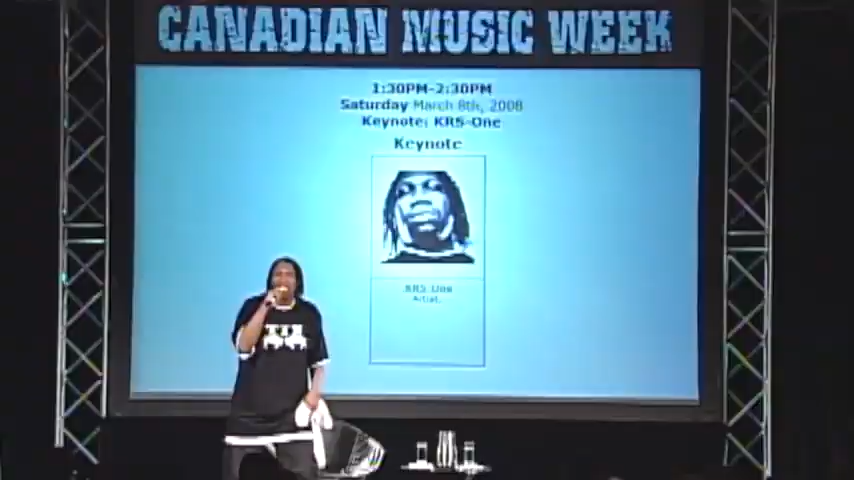 CANADIAN MUSIC WEEK
1:30PM-2:30PM
Saturday March 8th, 2008
Keynote: KRS-One
Keynote
KRS One
Artist,